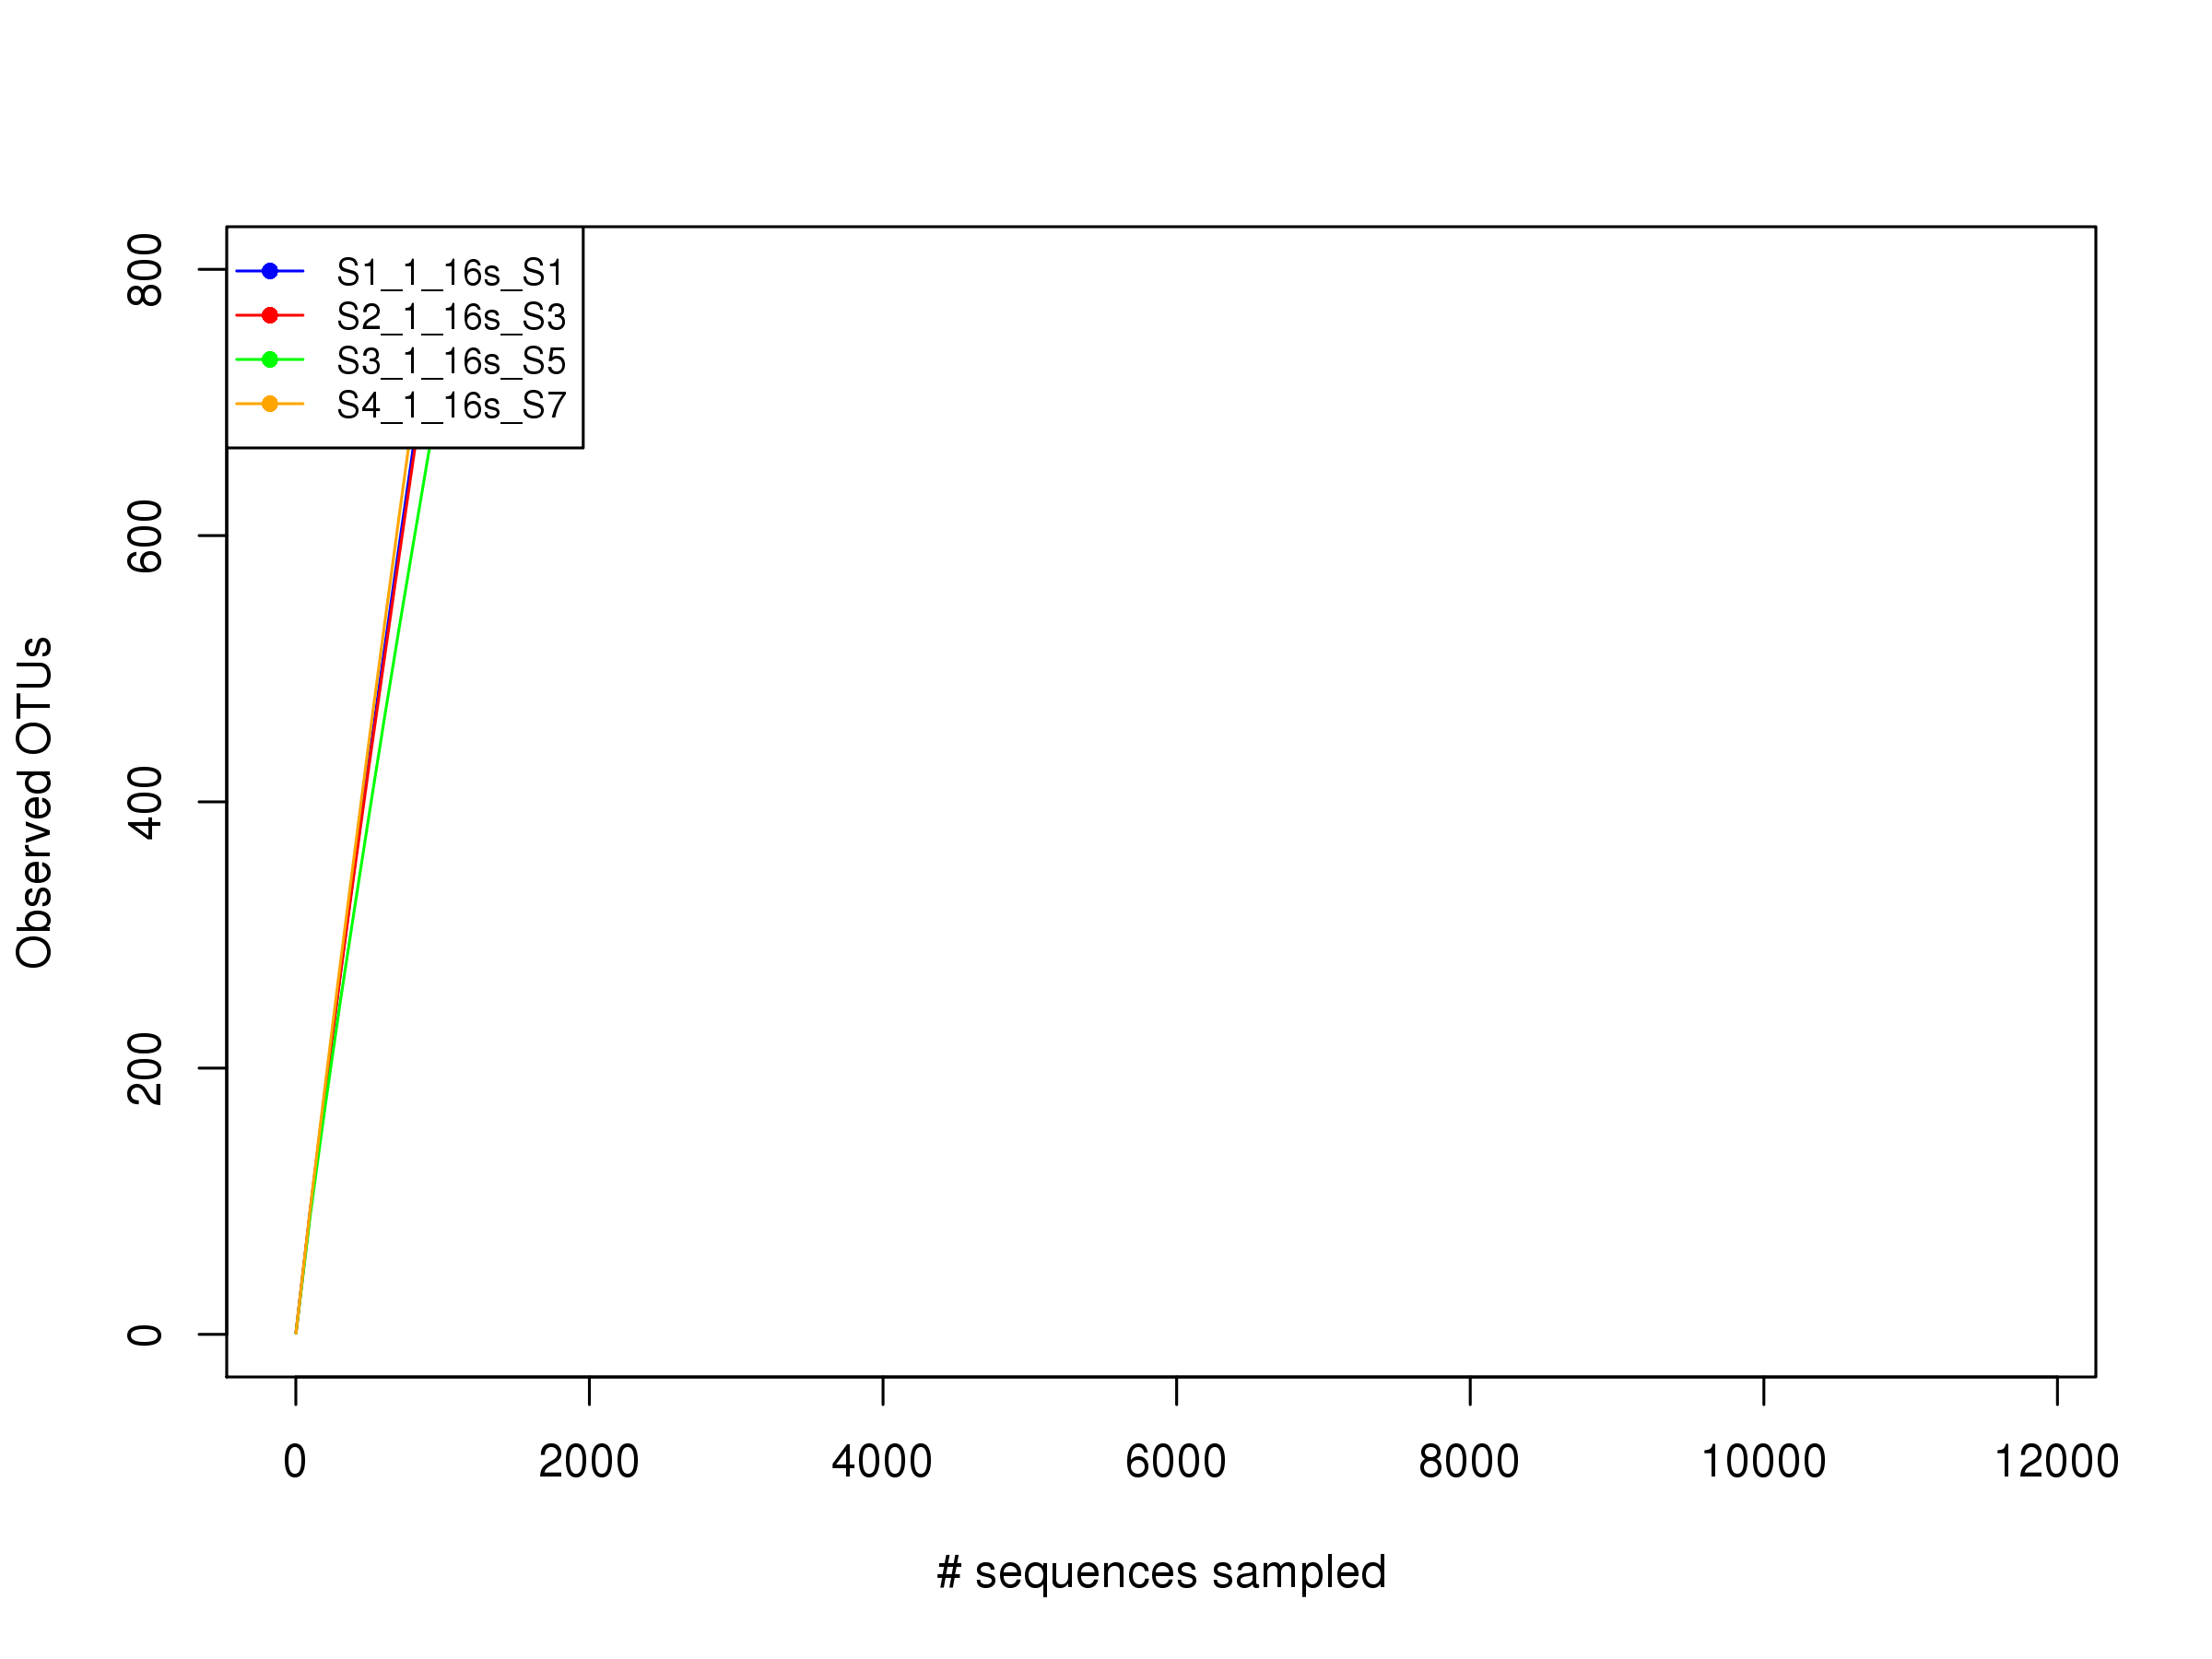 800
600
400
200
0
Observed OTUs
S1_1_16s_S1
S2_1_16s_S3
S3_1_16s_S5
S4_1_16s_S7
0 2000 4000 6000 8000 10000 12000
# sequences sampled